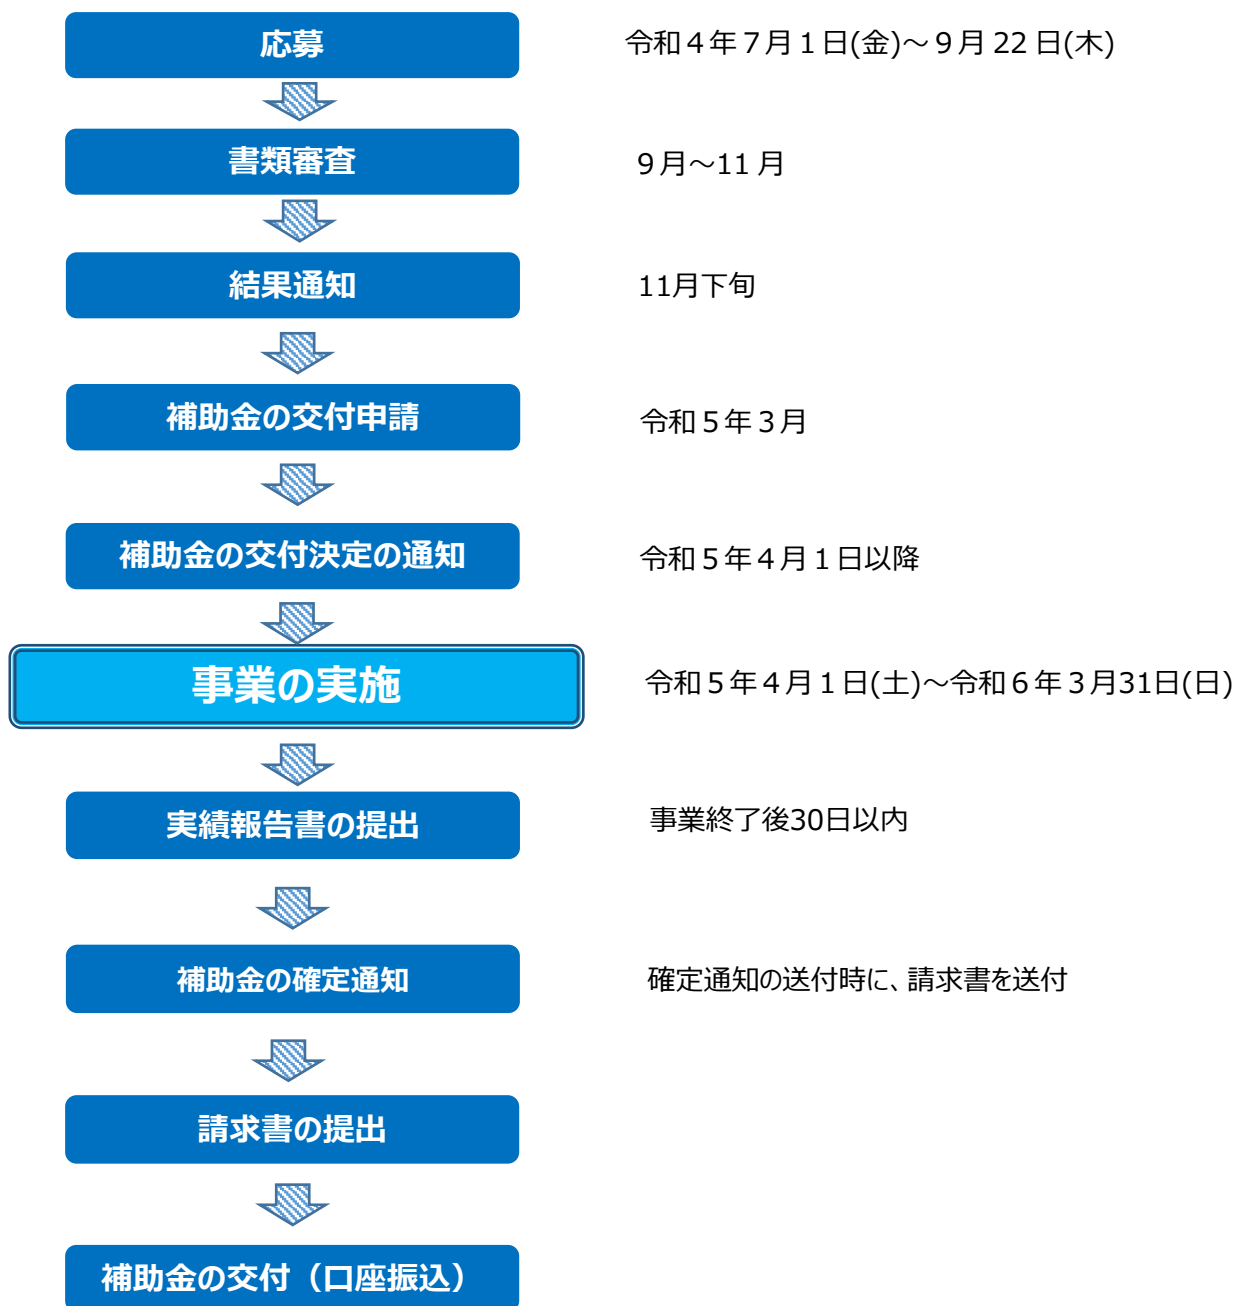 応募
令和４年７月１日(金)～９月 22 日(木)
書類審査
９月～11 月
結果通知
11月下旬
補助金の交付申請
令和５年３月
補助金の交付決定の通知
令和５年４月１日以降
事業の実施
令和５年４月１日(土)～令和６年３月31日(日)
実績報告書の提出
事業終了後30日以内
補助金の確定通知
確定通知の送付時に、請求書を送付
請求書の提出
補助金の交付（口座振込）